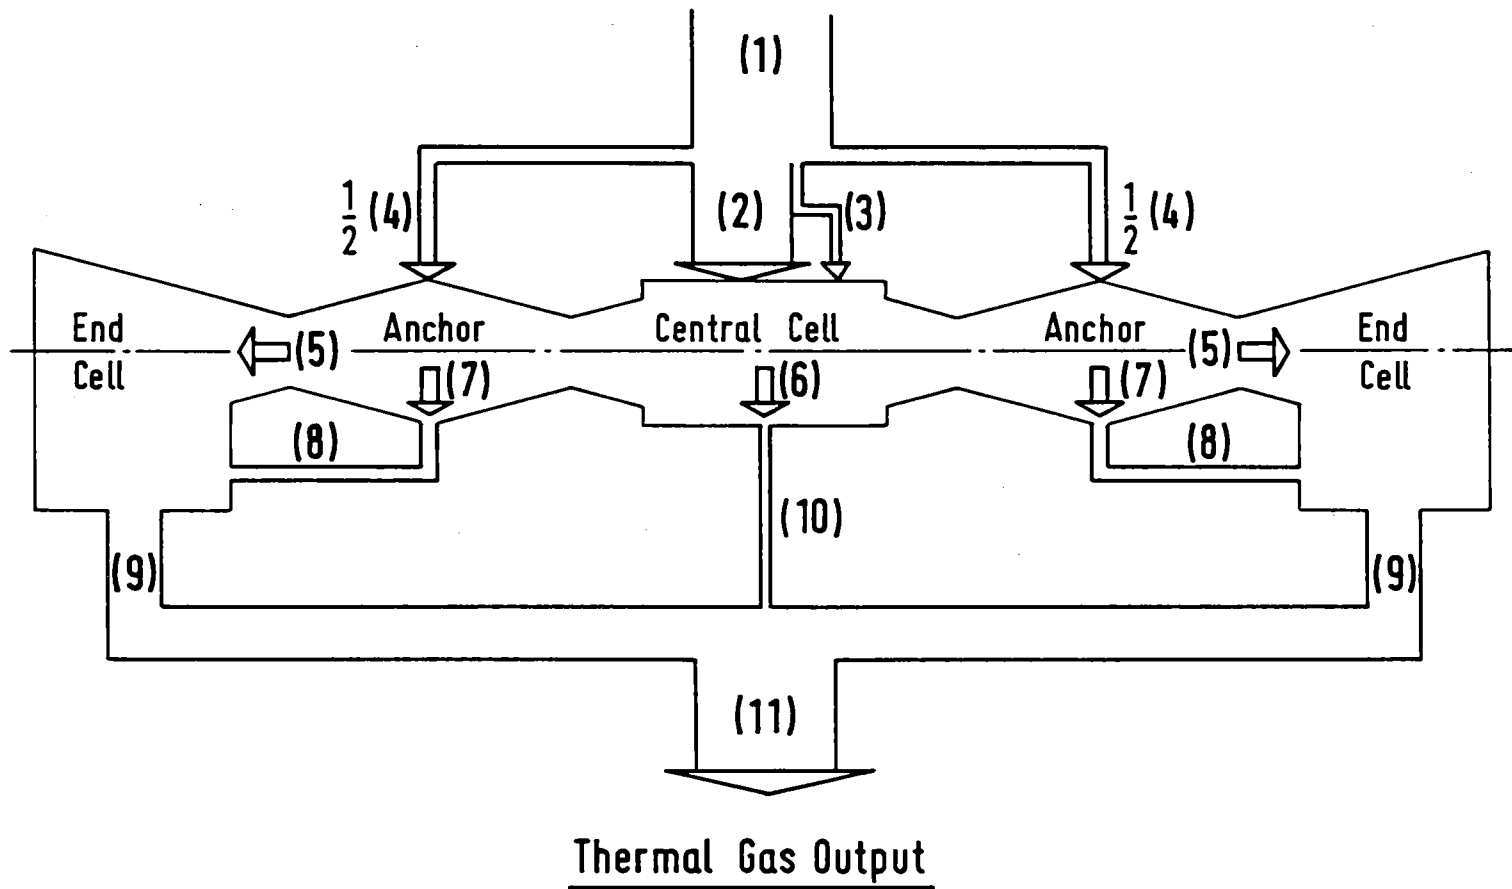 (1)
1/2 (4)
(2)
(3)
1/2 (4)
End Cell
(5)
Anchor
Central Cell
Anchor
(5)
End Cell
(7)
(6)
(7)
(8)
(8)
(10)
(9)
(9)
(11)
Thermal Gas Output